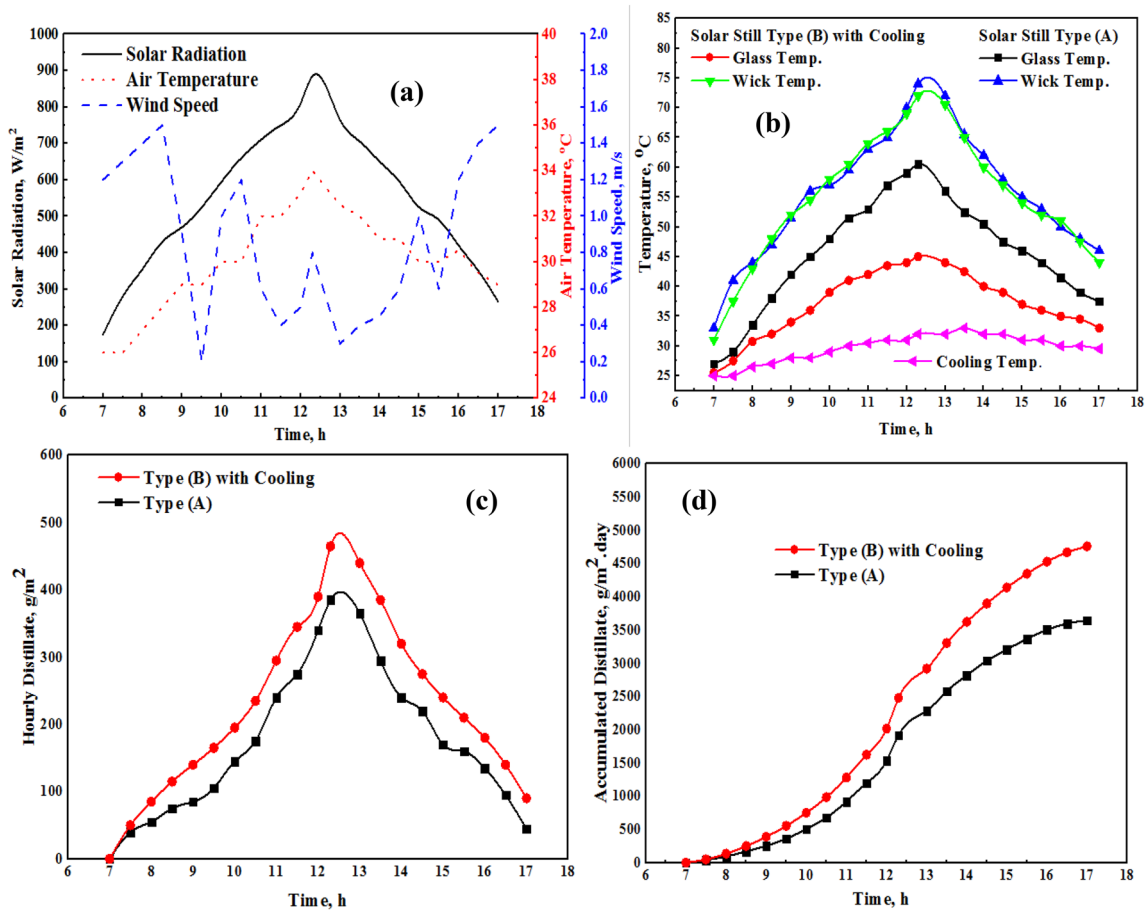 (a)
Solar Radiation
Air Temperature
Wind Speed
Solar Radiation, W/m²
0
100
200
300
400
500
600
700
800
900
1000
Air Temperature, °C
24
26
28
30
32
34
36
38
40
Wind Speed, m/s
0.0
0.2
0.4
0.6
0.8
1.0
1.2
1.4
1.6
1.8
2.0
6 7 8 9 10 11 12 13 14 15 16 17 18
Time, h
(b)
Solar Still Type (B) with Cooling
Glass Temp.
Wick Temp.
Solar Still Type (A)
Glass Temp.
Wick Temp.
Cooling Temp.
Temperature, °C
25
30
35
40
45
50
55
60
65
70
75
80
85
6 7 8 9 10 11 12 13 14 15 16 17 18
Time, h
(c)
Type (B) with Cooling
Type (A)
Hourly Distillate, g/m²
0
100
200
300
400
500
600
6 7 8 9 10 11 12 13 14 15 16 17 18
Time, h
(d)
Type (B) with Cooling
Type (A)
Accumulated Distillate, g/m².day
0
500
1000
1500
2000
2500
3000
3500
4000
4500
5000
5500
6000
6 7 8 9 10 11 12 13 14 15 16 17 18
Time, h